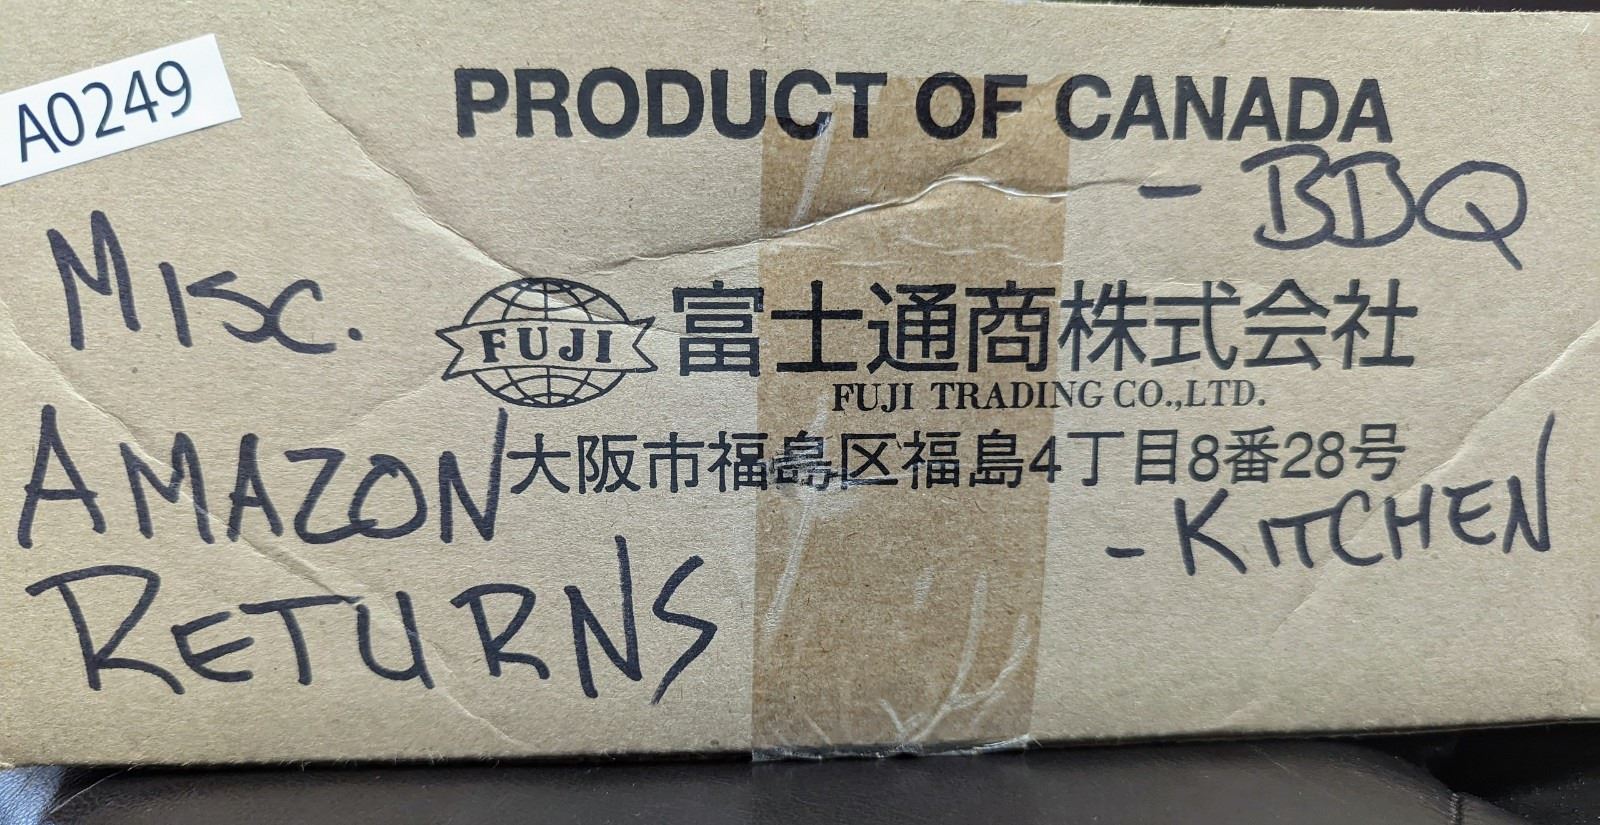 A0249
PRODUCT OF CANADA
- BBQ
MISC.
FUJI
富士通商株式会社
FUJI TRADING CO.,LTD.
AMAZON
大阪市福島区福島4丁目8番28号
- KITCHEN
RETURNS